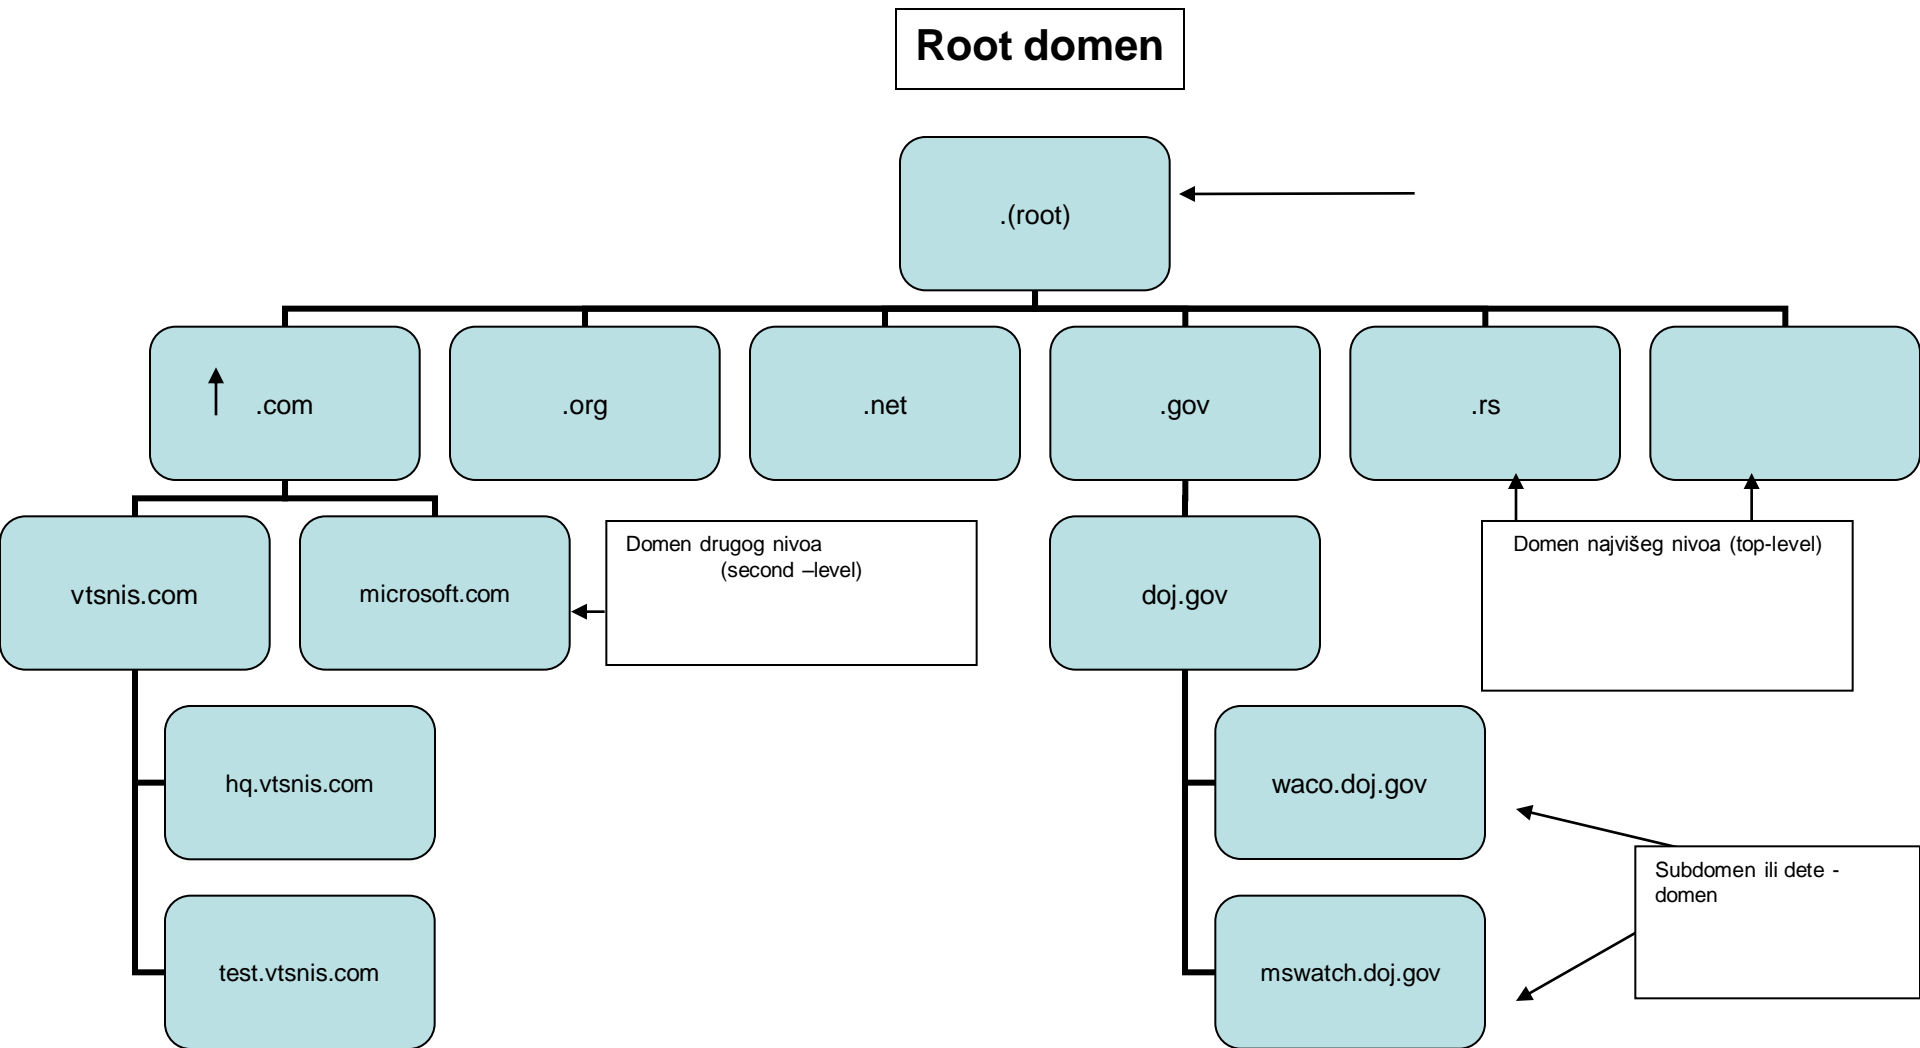 Root domen
.(root)
.com
.org
.net
.gov
.rs
vtsnis.com
microsoft.com
Domen drugog nivoa
(second –level)
doj.gov
Domen najvišeg nivoa (top-level)
hq.vtsnis.com
waco.doj.gov
Subdomen ili dete -
domen
test.vtsnis.com
mswatch.doj.gov